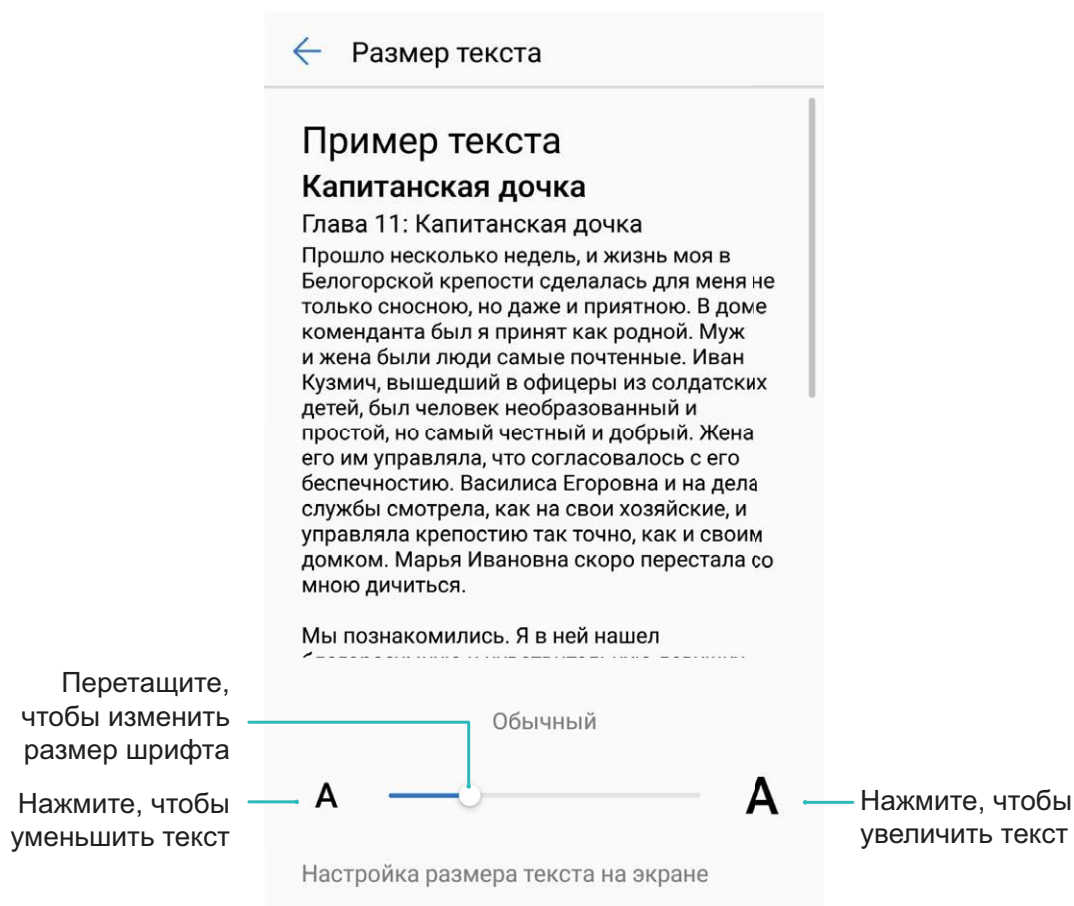 Размер текста
Пример текста
Капитанская дочка
Глава 11: Капитанская дочка
Прошло несколько недель, и жизнь моя в
Белогорской крепости сделалась для меня не
только сносною, но даже и приятною. В доме
коменданта был я принят как родной. Муж
и жена были люди самые почтенные. Иван
Кузмич, вышедший в офицеры из солдатских
детей, был человек необразованный и
простой, но самый честный и добрый. Жена
его им управляла, что согласовалось с его
беспечностию. Василиса Егоровна и на дела
службы смотрела, как на свои хозяйские, и
управляла крепостию так точно, как и своим
домком. Марья Ивановна скоро перестала со
мною дичиться.
Мы познакомились. Я в ней нашел
Перетащите,
чтобы изменить
размер шрифта
Обычный
Нажмите, чтобы
уменьшить текст
A
A
Нажмите, чтобы
увеличить текст
Настройка размера текста на экране